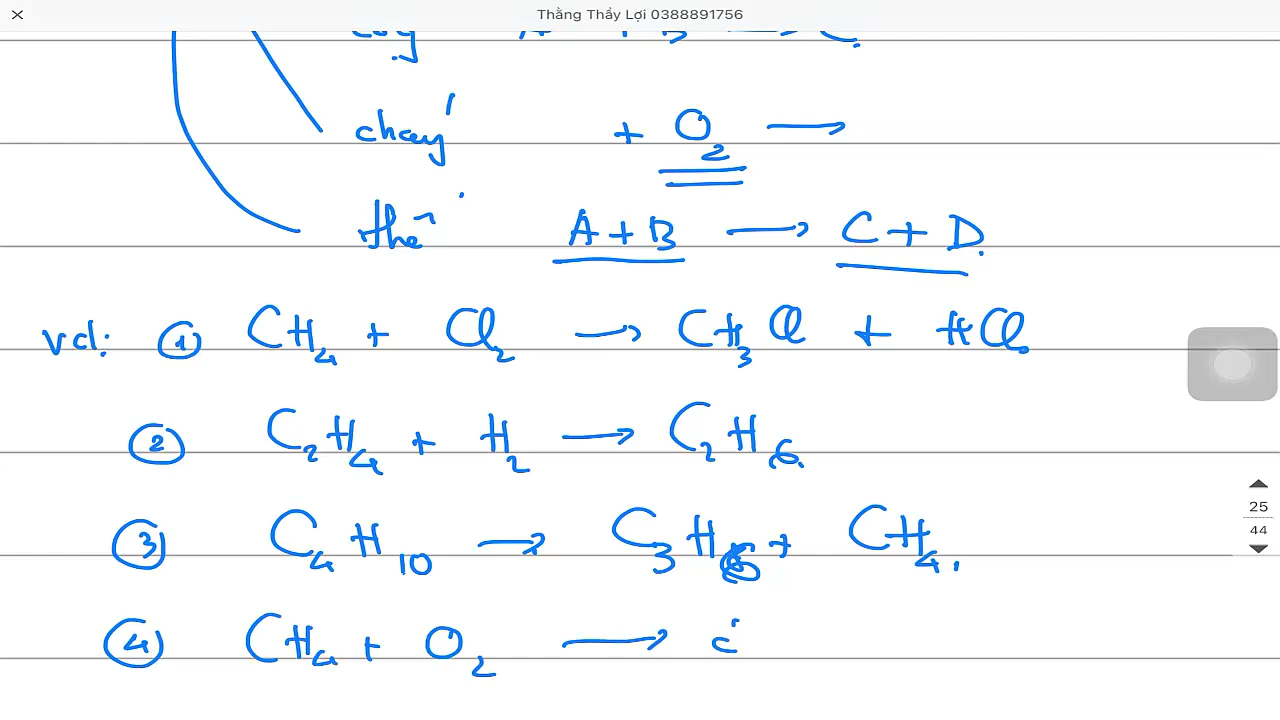 Thằng Thầy Lợi 0388891756
cháy + O₂ →
thế A + B → C + D.
Vd: ① CH₄ + Cl₂ → CH₃Cl + HCl.
② C₂H₄ + H₂ → C₂H₆.
③ C₄H₁₀ → C₃H₆ + CH₄.
④ CH₄ + O₂ →
25
44